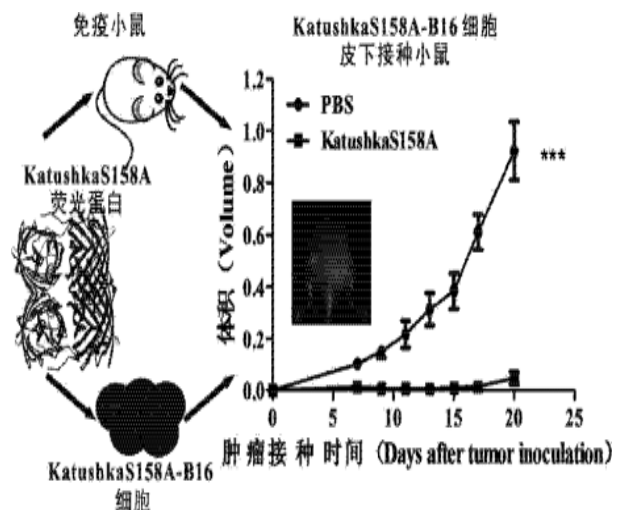 免疫小鼠
KatushkaS158A
荧光蛋白
KatushkaS158A-B16
细胞
KatushkaS158A-B16 细胞
皮下接种小鼠
PBS
KatushkaS158A
***
体积（Volume）
1.2
1.0
0.8
0.6
0.4
0.2
0.0
0 5 10 15 20 25
肿瘤接种时间（Days after tumor inoculation）